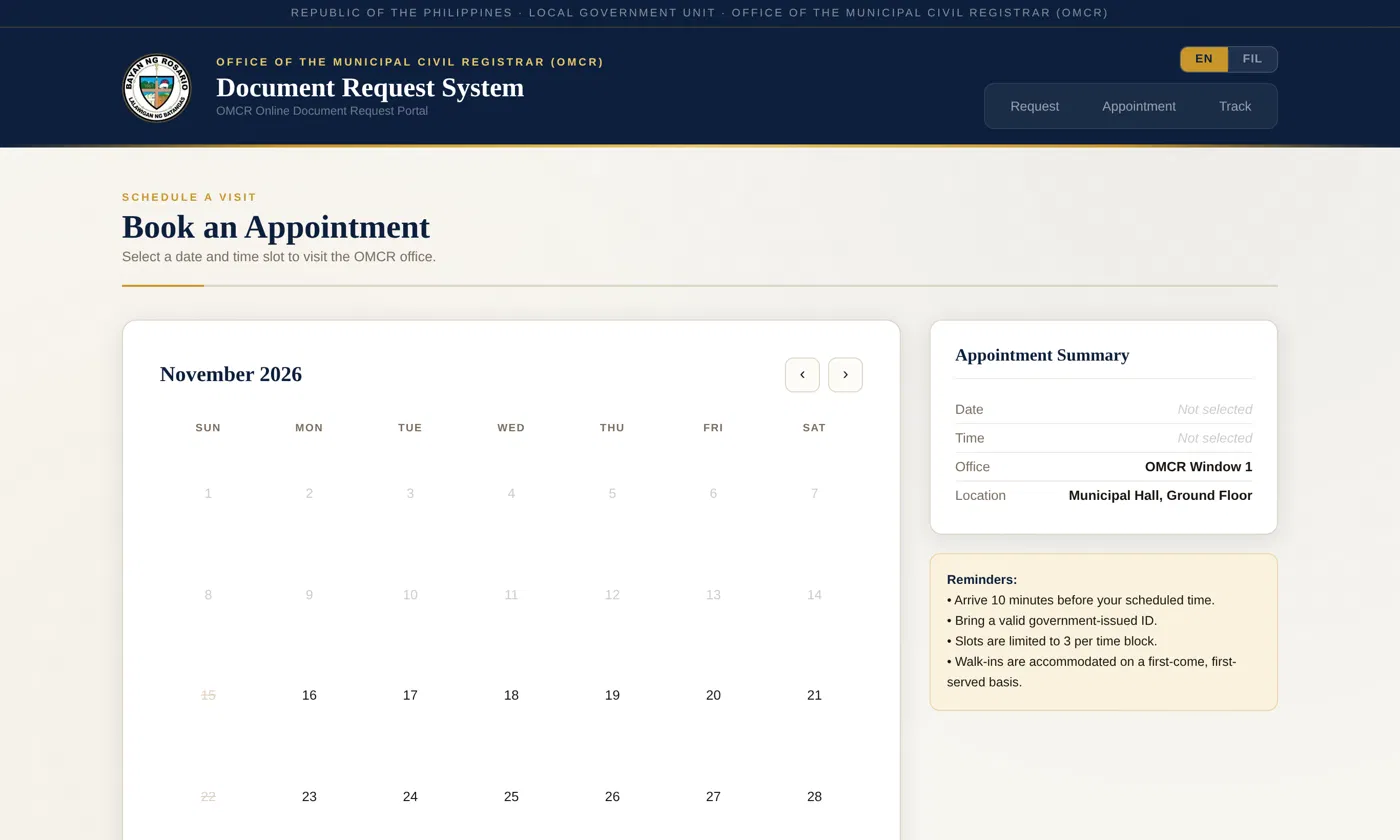 REPUBLIC OF THE PHILIPPINES · LOCAL GOVERNMENT UNIT · OFFICE OF THE MUNICIPAL CIVIL REGISTRAR (OMCR)
BAYAN NG ROSARIO
LALAWIGAN NG BATANGAS
OFFICE OF THE MUNICIPAL CIVIL REGISTRAR (OMCR)
Document Request System
OMCR Online Document Request Portal
EN FIL
Request Appointment Track
SCHEDULE A VISIT
Book an Appointment
Select a date and time slot to visit the OMCR office.
November 2026
‹ ›
SUN MON TUE WED THU FRI SAT
1 2 3 4 5 6 7
8 9 10 11 12 13 14
15 16 17 18 19 20 21
22 23 24 25 26 27 28
Appointment Summary
Date Not selected
Time Not selected
Office OMCR Window 1
Location Municipal Hall, Ground Floor
Reminders:
• Arrive 10 minutes before your scheduled time.
• Bring a valid government-issued ID.
• Slots are limited to 3 per time block.
• Walk-ins are accommodated on a first-come, first-
served basis.